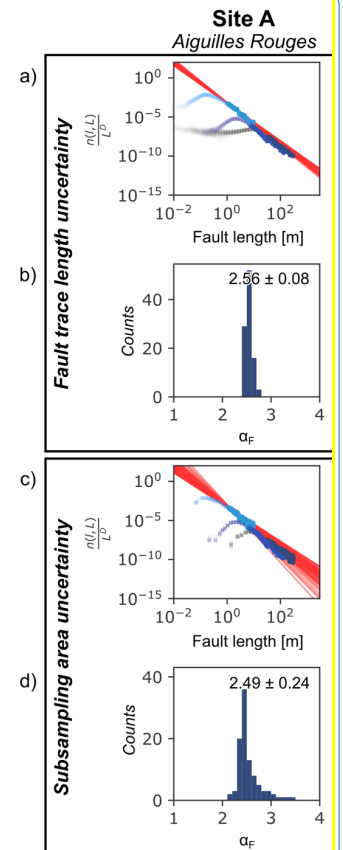 Site A
Aiguilles Rouges
a)
Fault trace length uncertainty
n(l, L)
L^D
10^0
10^-5
10^-10
10^-15
10^-2 10^0 10^2
Fault length [m]
b)
2.56 ± 0.08
Counts
40
20
0
1 2 3 4
α_F
c)
Subsampling area uncertainty
n(l, L)
L^D
10^0
10^-5
10^-10
10^-15
10^-2 10^0 10^2
Fault length [m]
d)
2.49 ± 0.24
Counts
40
20
0
1 2 3 4
α_F